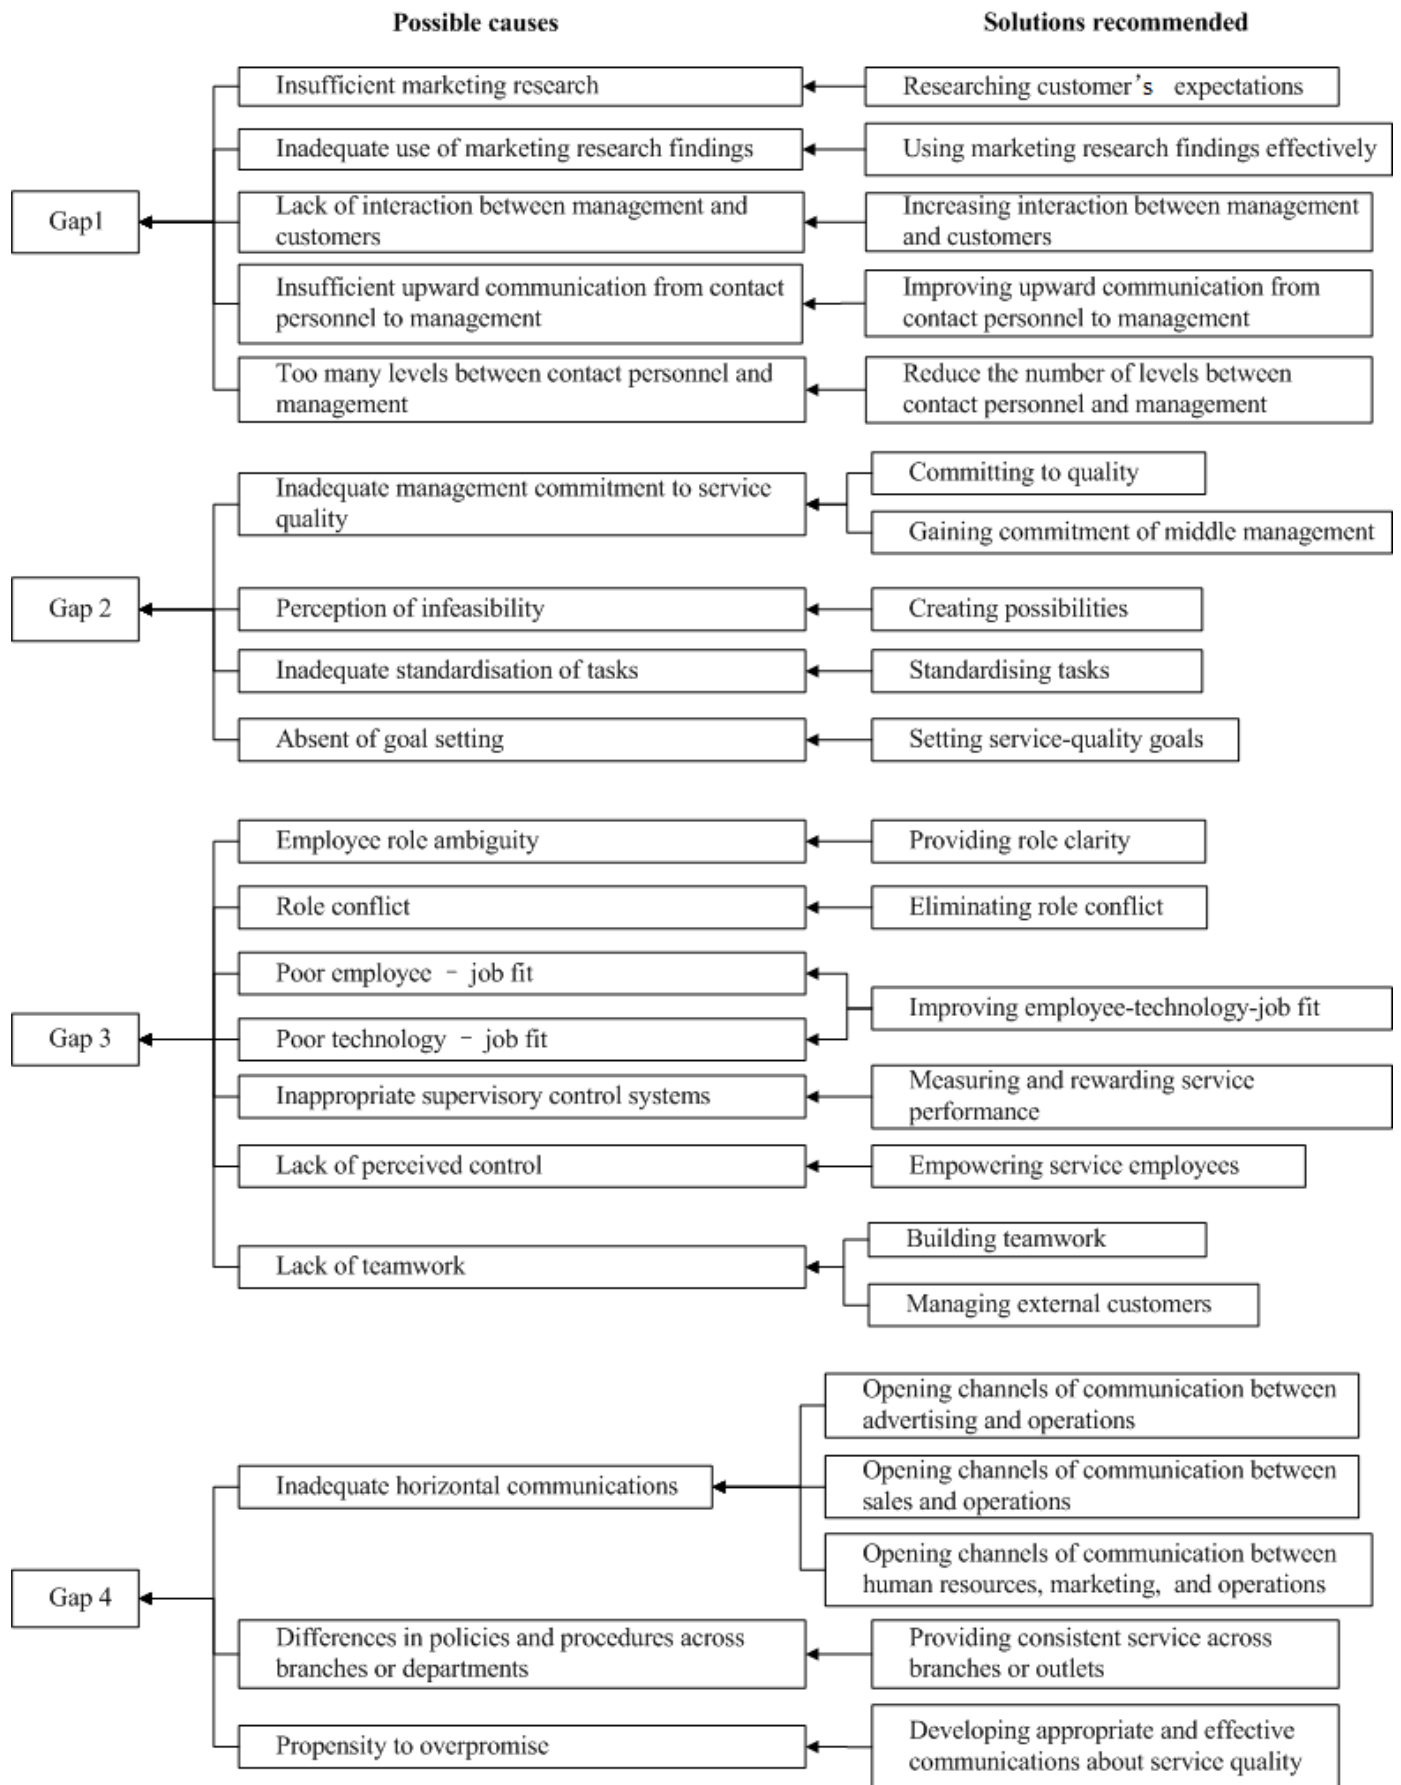 Possible causes
Solutions recommended
Insufficient marketing research
Researching customer’s expectations
Inadequate use of marketing research findings
Using marketing research findings effectively
Gap1
Lack of interaction between management and
customers
Increasing interaction between management
and customers
Insufficient upward communication from contact
personnel to management
Improving upward communication from
contact personnel to management
Too many levels between contact personnel and
management
Reduce the number of levels between
contact personnel and management
Inadequate management commitment to service
quality
Committing to quality
Gaining commitment of middle management
Gap 2
Perception of infeasibility
Creating possibilities
Inadequate standardisation of tasks
Standardising tasks
Absent of goal setting
Setting service-quality goals
Employee role ambiguity
Providing role clarity
Role conflict
Eliminating role conflict
Poor employee – job fit
Improving employee-technology-job fit
Gap 3
Poor technology – job fit
Inappropriate supervisory control systems
Measuring and rewarding service
performance
Lack of perceived control
Empowering service employees
Lack of teamwork
Building teamwork
Managing external customers
Opening channels of communication between
advertising and operations
Inadequate horizontal communications
Opening channels of communication between
sales and operations
Opening channels of communication between
human resources, marketing, and operations
Gap 4
Differences in policies and procedures across
branches or departments
Providing consistent service across
branches or outlets
Propensity to overpromise
Developing appropriate and effective
communications about service quality